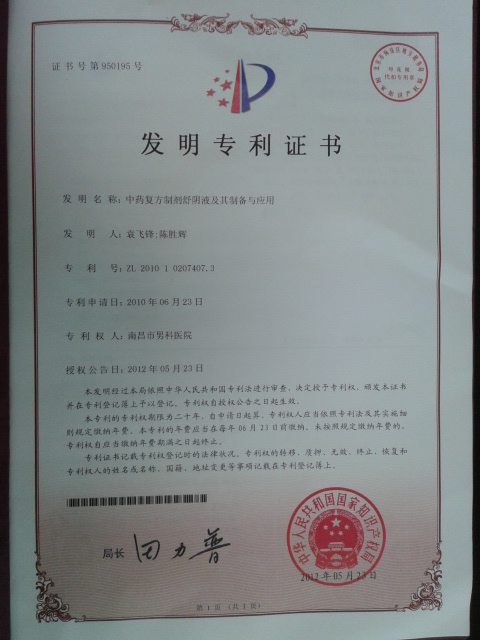 证书号第950195号
印花税
代扣专用章
发明专利证书
发明名称：中药复方制剂舒阴液及其制备与应用
发明人：袁飞锋;陈胜辉
专利号：ZL 2010 1 0207407.3
专利申请日：2010年06月23日
专利权人：南昌市男科医院
授权公告日：2012年05月23日
本发明经过本局依照中华人民共和国专利法进行审查，决定授予专利权，颁发本证书
并在专利登记簿上予以登记。专利权自授权公告之日起生效。
本专利的专利权期限为二十年，自申请日起算。专利权人应当依照专利法及其实施细
则规定缴纳年费。本专利的年费应当在每年06月23日前缴纳。未按照规定缴纳年费的，
专利权自应当缴纳年费期满之日起终止。
专利证书记载专利权登记时的法律状况。专利权的转移、质押、无效、终止、恢复和
专利权人的姓名或名称、国籍、地址变更等事项记载在专利登记簿上。
局长 田力普
中华人民共和国国家知识产权局
2012年05月23日
第1页（共1页）